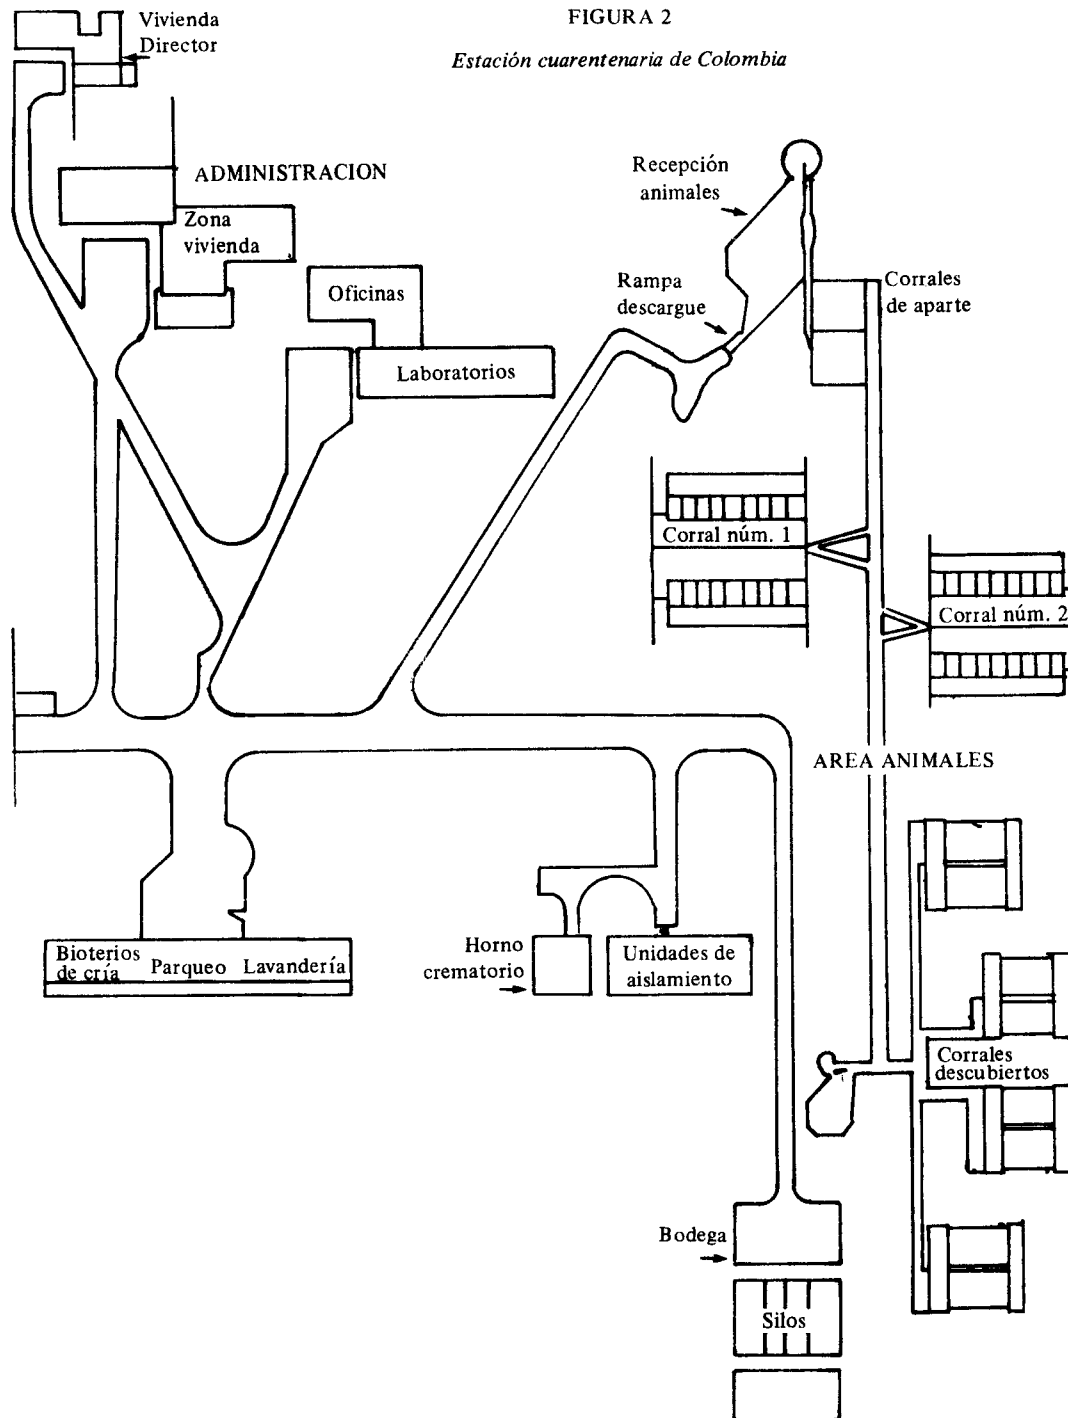 FIGURA 2
Estación cuarentenaria de Colombia
Vivienda
Director
ADMINISTRACION
Zona
vivienda
Oficinas
Laboratorios
Recepción
animales
Rampa
descargue
Corrales
de aparte
Corral núm. 1
Corral núm. 2
AREA ANIMALES
Bioterios
de cría
Parqueo
Lavandería
Horno
crematorio
Unidades de
aislamiento
Corrales
descubiertos
Bodega
Silos